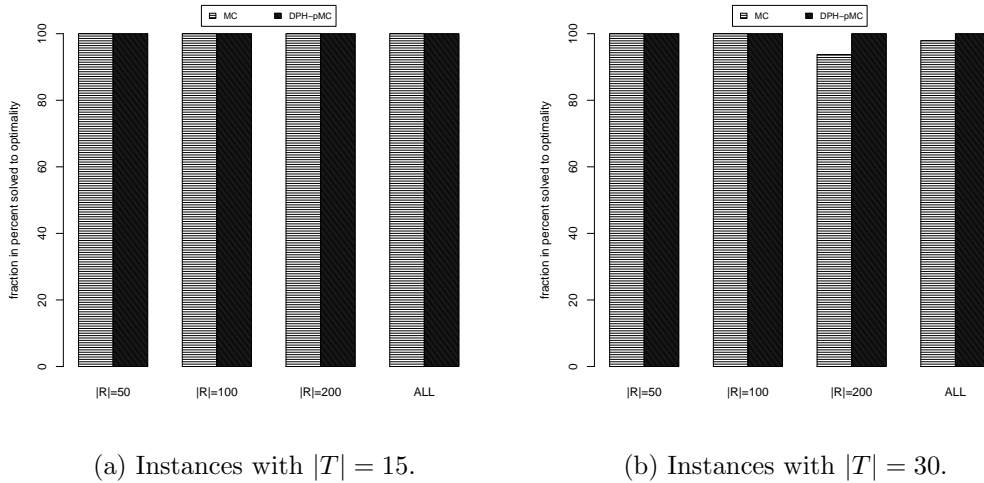 MC DPH-pMC
fraction in percent solved to optimality
100
80
60
40
20
0
|R|=50 |R|=100 |R|=200 ALL
(a) Instances with |T| = 15.
MC DPH-pMC
fraction in percent solved to optimality
100
80
60
40
20
0
|R|=50 |R|=100 |R|=200 ALL
(b) Instances with |T| = 30.